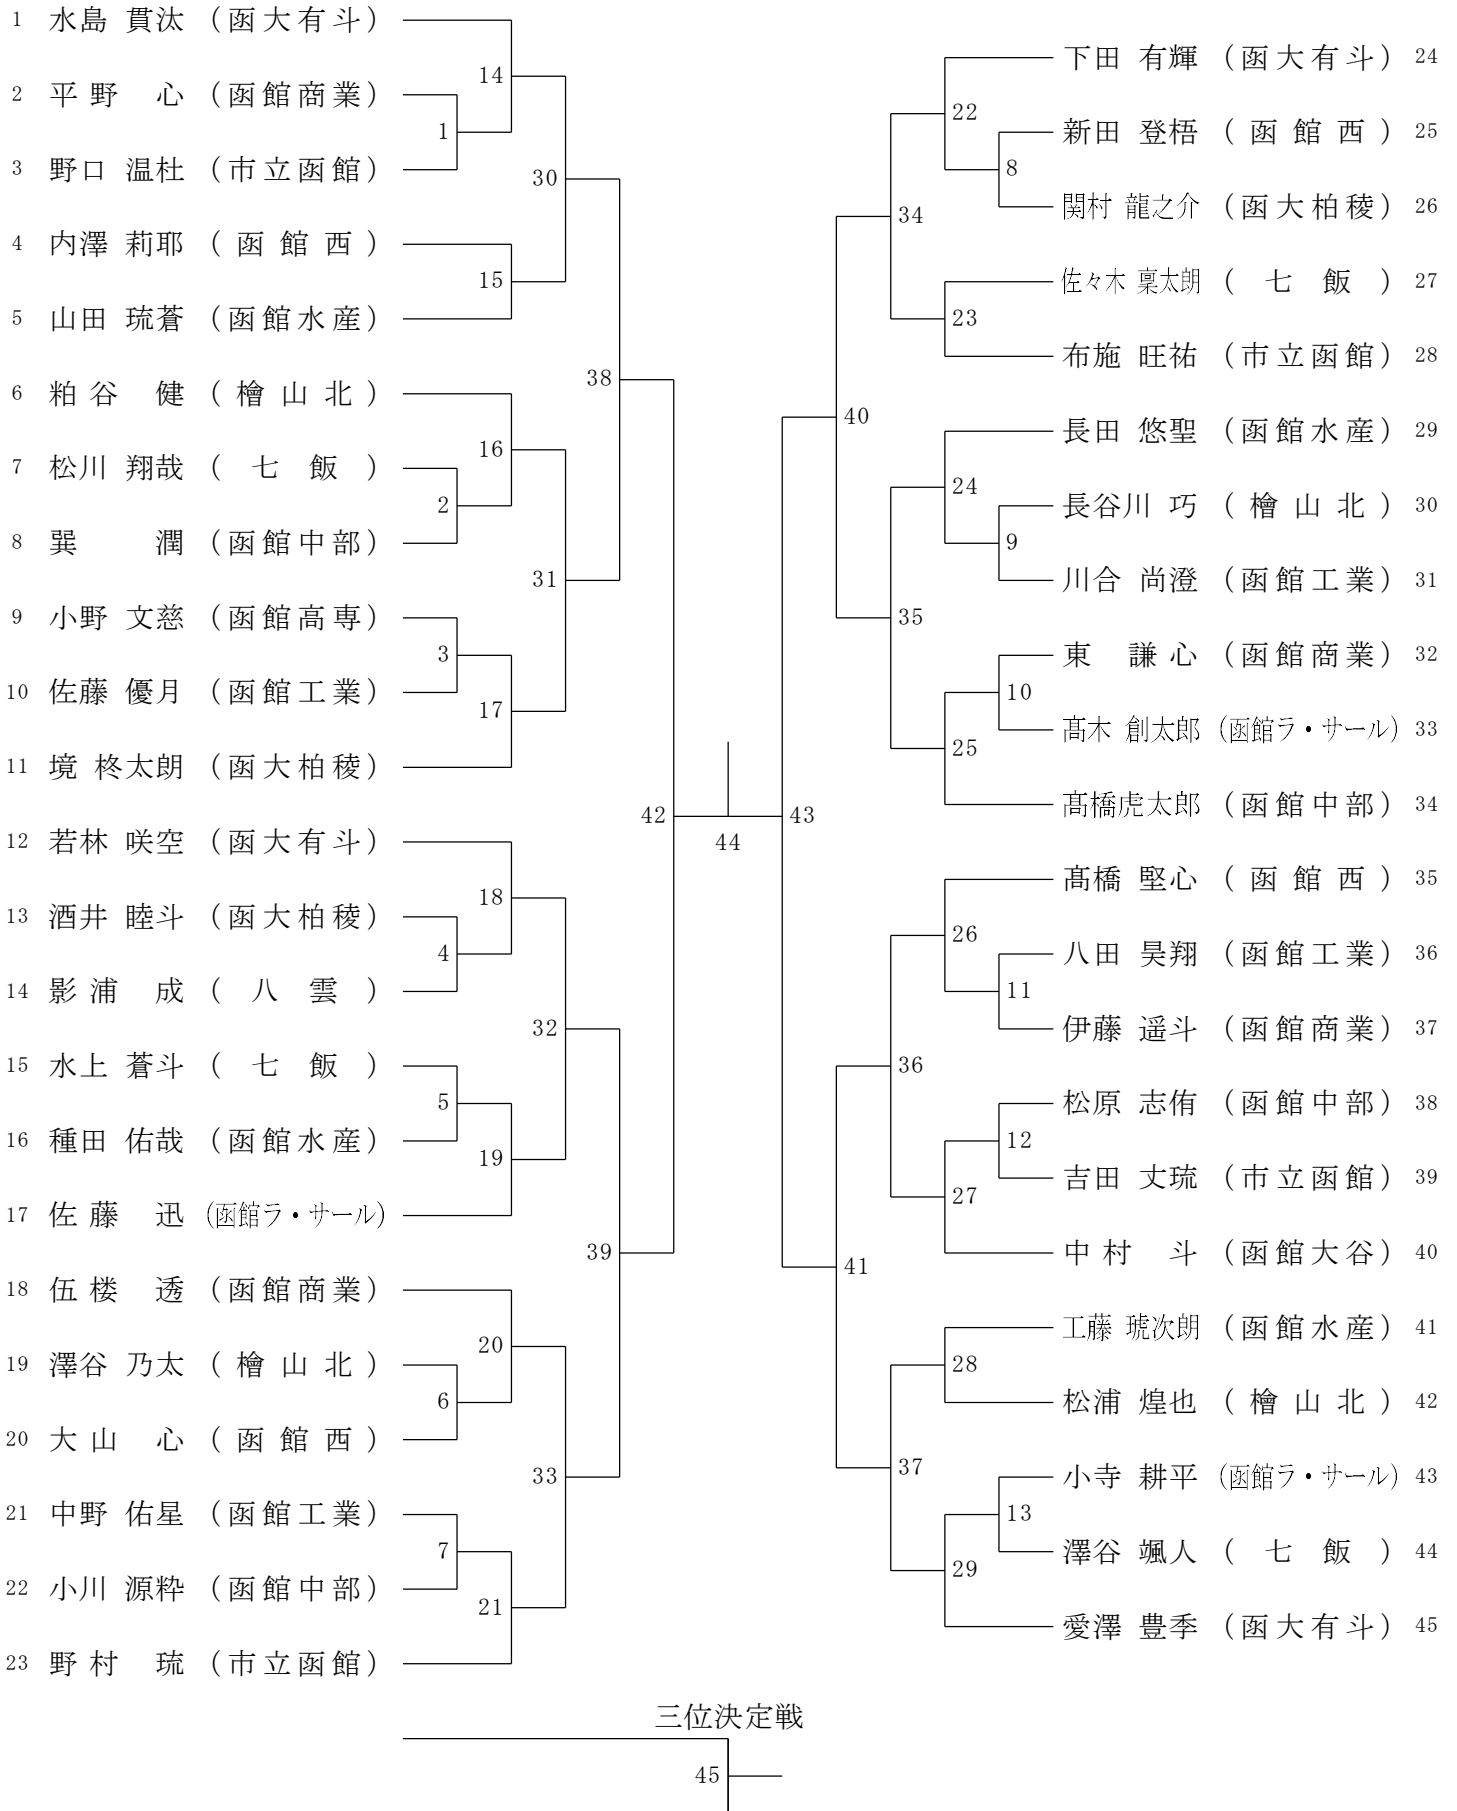 1 水島 貫汰 (函大有斗)
2 平野 心 (函館商業)
3 野口 温杜 (市立函館)
4 内澤 莉耶 (函館西)
5 山田 琉蒼 (函館水産)
6 粕谷 健 (檜山北)
7 松川 翔哉 (七飯)
8 巽 潤 (函館中部)
9 小野 文慈 (函館高専)
10 佐藤 優月 (函館工業)
11 境 柊太朗 (函大柏稜)
12 若林 咲空 (函大有斗)
13 酒井 睦斗 (函大柏稜)
14 影浦 成 (八雲)
15 水上 蒼斗 (七飯)
16 種田 佑哉 (函館水産)
17 佐藤 迅 (函館ラ・サール)
18 伍楼 透 (函館商業)
19 澤谷 乃太 (檜山北)
20 大山 心 (函館西)
21 中野 佑星 (函館工業)
22 小川 源粋 (函館中部)
23 野村 琉 (市立函館)
1
2
3
4
5
6
7
14
15
16
17
18
19
20
21
30
31
32
33
38
39
42
44
43
40
41
34
35
36
37
22
23
24
25
26
27
28
29
8
9
10
11
12
13
下田 有輝 (函大有斗) 24
新田 登梧 (函館西) 25
関村 龍之介 (函大柏稜) 26
佐々木 稟太朗 (七飯) 27
布施 旺祐 (市立函館) 28
長田 悠聖 (函館水産) 29
長谷川 巧 (檜山北) 30
川合 尚澄 (函館工業) 31
東 謙心 (函館商業) 32
髙木 創太郎 (函館ラ・サール) 33
髙橋虎太郎 (函館中部) 34
髙橋 堅心 (函館西) 35
八田 昊翔 (函館工業) 36
伊藤 遥斗 (函館商業) 37
松原 志侑 (函館中部) 38
吉田 丈琉 (市立函館) 39
中村 斗 (函館大谷) 40
工藤 琥次朗 (函館水産) 41
松浦 煌也 (檜山北) 42
小寺 耕平 (函館ラ・サール) 43
澤谷 颯人 (七飯) 44
愛澤 豊季 (函大有斗) 45
三位決定戦
45